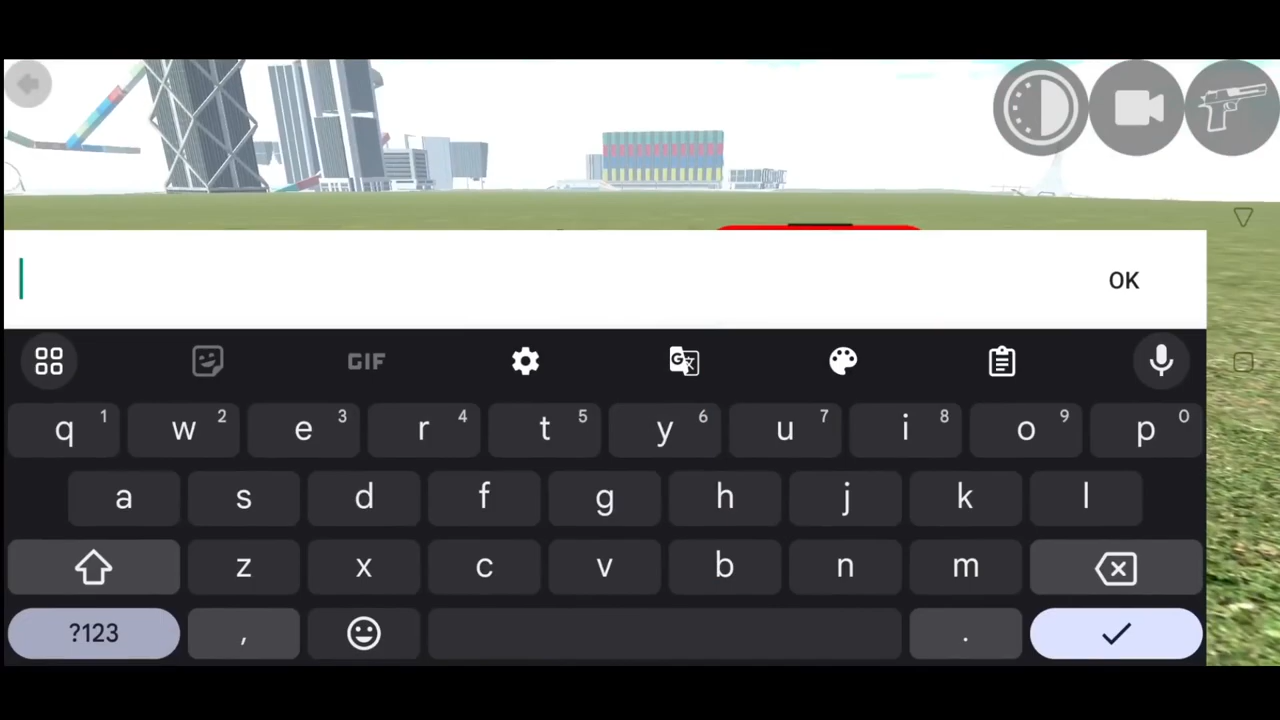 OK
GIF
q 1 w 2 e 3 r 4 t 5 y 6 u 7 i 8 o 9 p 0
a s d f g h j k l
z x c v b n m
?123 , .